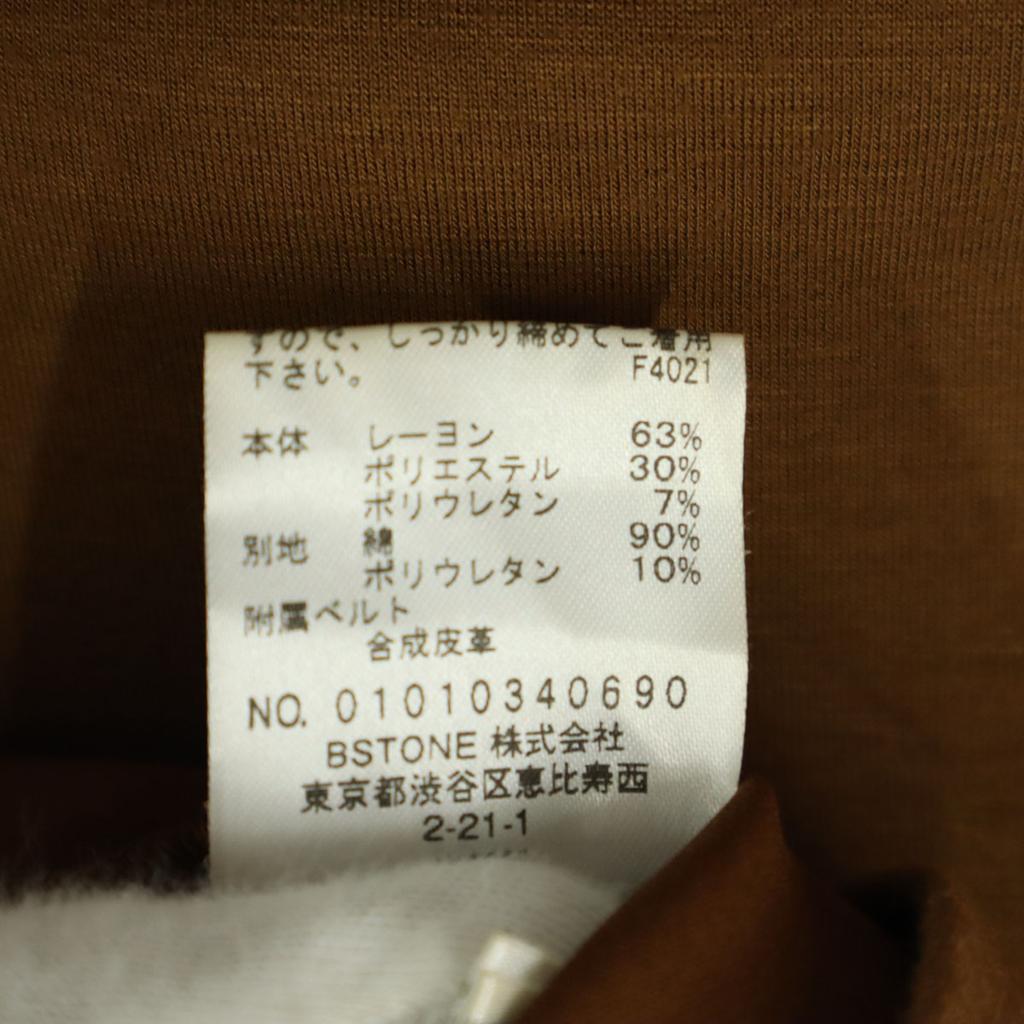 すので、しっかり締めてご着用
下さい。 F4021
本体 レーヨン 63%
ポリエステル 30%
ポリウレタン 7%
別地 綿 90%
ポリウレタン 10%
附属ベルト
合成皮革
NO. 01010340690
BSTONE 株式会社
東京都渋谷区恵比寿西
2-21-1